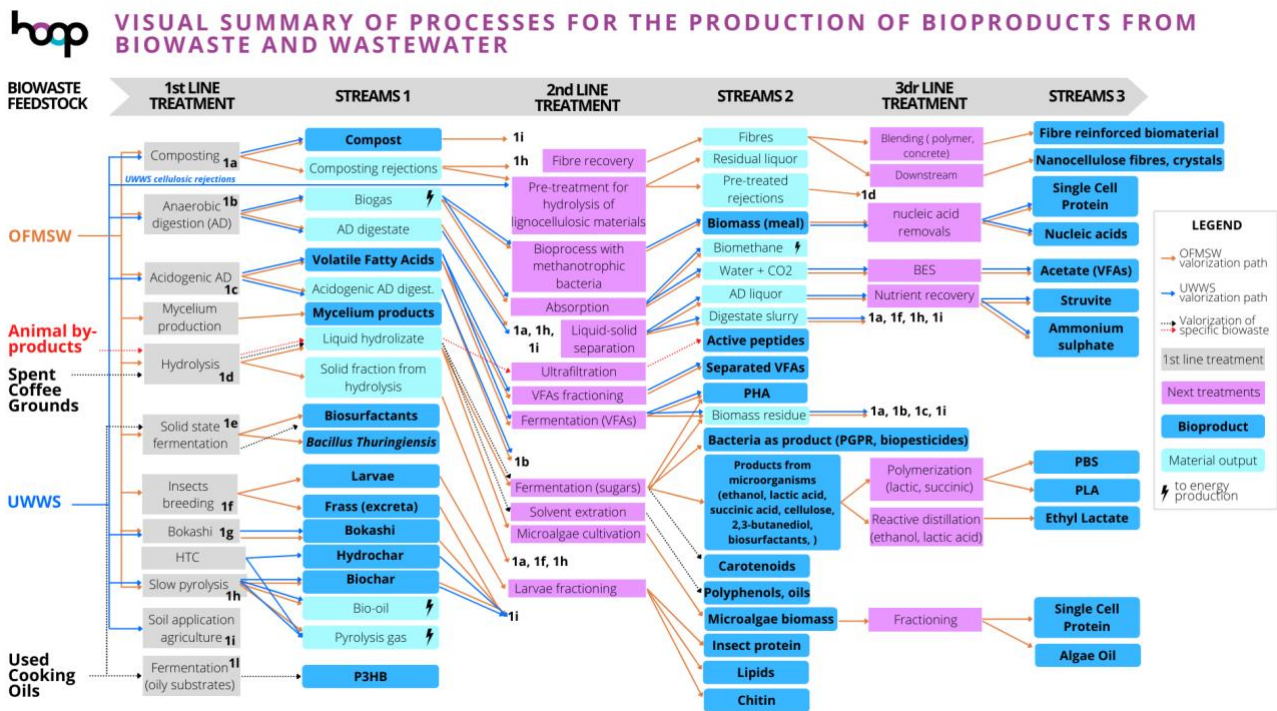 hoop
VISUAL SUMMARY OF PROCESSES FOR THE PRODUCTION OF BIOPRODUCTS FROM
BIOWASTE AND WASTEWATER
BIOWASTE
FEEDSTOCK
1st LINE
TREATMENT
STREAMS 1
2nd LINE
TREATMENT
STREAMS 2
3dr LINE
TREATMENT
STREAMS 3
OFMSW
Animal by-
products
Spent
Coffee
Grounds
UWWS
Used
Cooking
Oils
Composting 1a
UWWS cellulosic rejections
Anaerobic 1b
digestion (AD)
Acidogenic AD
1c
Mycelium
production
Hydrolysis
1d
Solid state 1e
fermentation
Insects
breeding 1f
Bokashi 1g
HTC
Slow pyrolysis
1h
Soil application
agriculture 1i
Fermentation 1l
(oily substrates)
Compost
Composting rejections
Biogas
AD digestate
Volatile Fatty Acids
Acidogenic AD digest.
Mycelium products
Liquid hydrolizate
Solid fraction from
hydrolysis
Biosurfactants
Bacillus Thuringiensis
Larvae
Frass (excreta)
Bokashi
Hydrochar
Biochar
Bio-oil
Pyrolysis gas
P3HB
1i
1h
Fibre recovery
Pre-treatment for
hydrolysis of
lignocellulosic materials
Bioprocess with
methanotrophic
bacteria
Absorption
1a, 1h,
1i
Liquid-solid
separation
Ultrafiltration
VFAs fractioning
Fermentation (VFAs)
1b
Fermentation (sugars)
Solvent extration
Microalgae cultivation
1a, 1f, 1h
Larvae fractioning
1i
Fibres
Residual liquor
Pre-treated
rejections
1d
Biomass (meal)
Biomethane
Water + CO2
AD liquor
Digestate slurry
1a, 1f, 1h, 1i
Active peptides
Separated VFAs
PHA
Biomass residue
1a, 1b, 1c, 1i
Bacteria as product (PGPR, biopesticides)
Products from
microorganisms
(ethanol, lactic acid,
succinic acid, cellulose,
2,3-butanediol,
biosurfactants, )
Carotenoids
Polyphenols, oils
Microalgae biomass
Insect protein
Lipids
Chitin
Blending ( polymer,
concrete)
Downstream
nucleic acid
removals
BES
Nutrient recovery
Polymerization
(lactic, succinic)
Reactive distillation
(ethanol, lactic acid)
Fractioning
Fibre reinforced biomaterial
Nanocellulose fibres, crystals
Single Cell
Protein
Nucleic acids
Acetate (VFAs)
Struvite
Ammonium
sulphate
PBS
PLA
Ethyl Lactate
Single Cell
Protein
Algae Oil
LEGEND
OFMSW
valorization path
UWWS
valorization path
Valorization of
specific biowaste
1st line treatment
Next treatments
Bioproduct
Material output
to energy
production